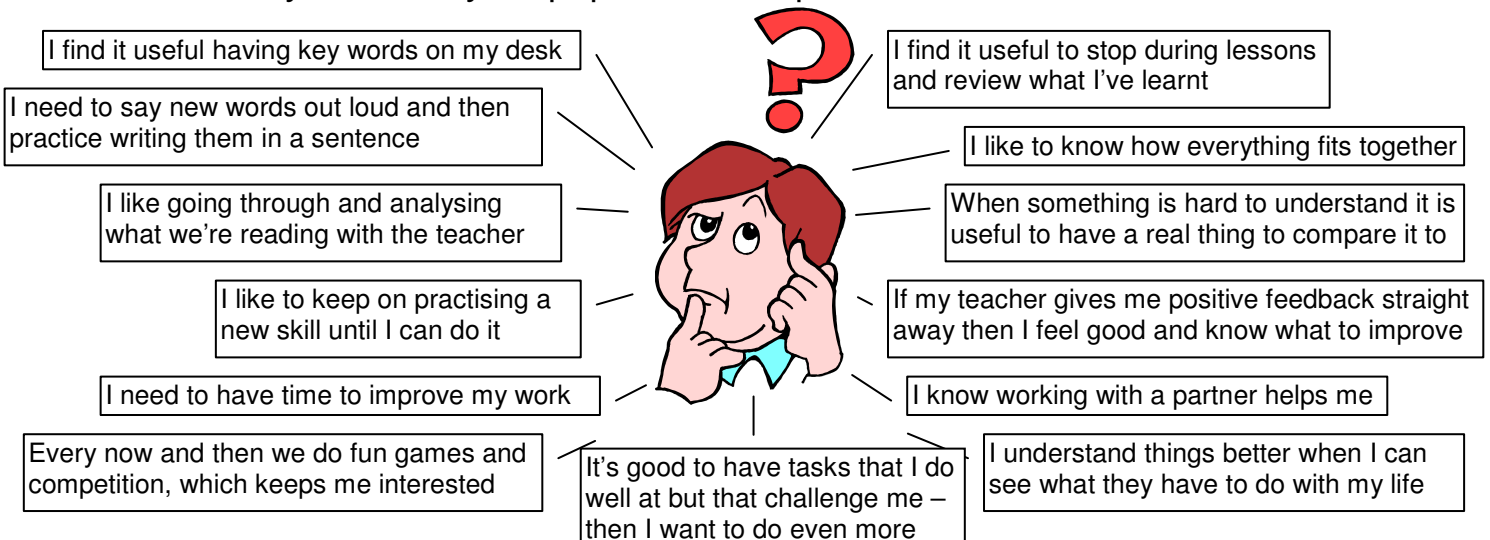 I find it useful having key words on my desk
I need to say new words out loud and then
practice writing them in a sentence
I like going through and analysing
what we're reading with the teacher
I like to keep on practising a
new skill until I can do it
I need to have time to improve my work
Every now and then we do fun games and
competition, which keeps me interested
It's good to have tasks that I do
well at but that challenge me –
then I want to do even more
?
I find it useful to stop during lessons
and review what I've learnt
I like to know how everything fits together
When something is hard to understand it is
useful to have a real thing to compare it to
If my teacher gives me positive feedback straight
away then I feel good and know what to improve
I know working with a partner helps me
I understand things better when I can
see what they have to do with my life